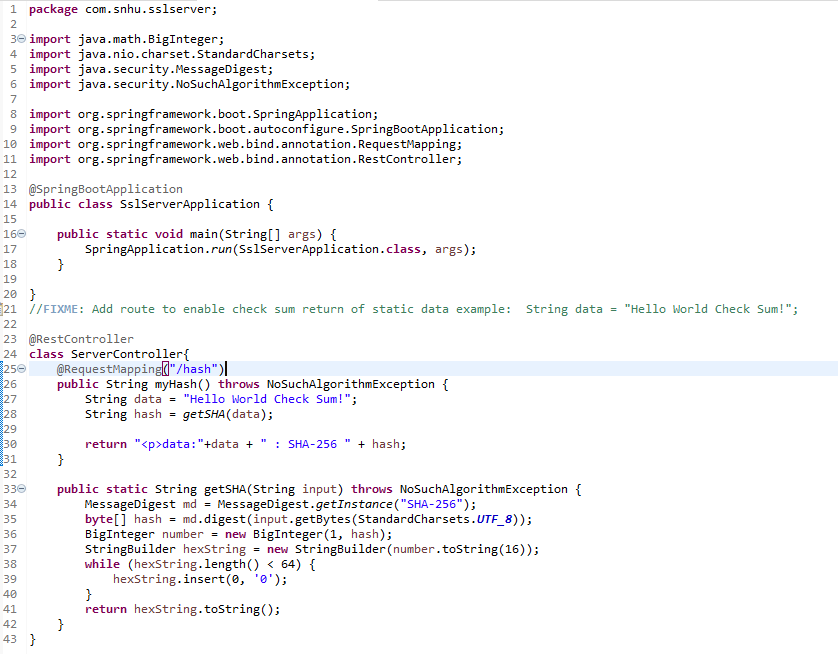 1 package com.snhu.sslserver;
2
3 import java.math.BigInteger;
4 import java.nio.charset.StandardCharsets;
5 import java.security.MessageDigest;
6 import java.security.NoSuchAlgorithmException;
7
8 import org.springframework.boot.SpringApplication;
9 import org.springframework.boot.autoconfigure.SpringBootApplication;
10 import org.springframework.web.bind.annotation.RequestMapping;
11 import org.springframework.web.bind.annotation.RestController;
12
13 @SpringBootApplication
14 public class SslServerApplication {
15
16     public static void main(String[] args) {
17         SpringApplication.run(SslServerApplication.class, args);
18     }
19
20 }
21 //FIXME: Add route to enable check sum return of static data example:  String data = "Hello World Check Sum!";
22
23 @RestController
24 class ServerController{
25     @RequestMapping("/hash")
26     public String myHash() throws NoSuchAlgorithmException {
27         String data = "Hello World Check Sum!";
28         String hash = getSHA(data);
29
30         return "<p>data:"+data + " : SHA-256 " + hash;
31     }
32
33     public static String getSHA(String input) throws NoSuchAlgorithmException {
34         MessageDigest md = MessageDigest.getInstance("SHA-256");
35         byte[] hash = md.digest(input.getBytes(StandardCharsets.UTF_8));
36         BigInteger number = new BigInteger(1, hash);
37         StringBuilder hexString = new StringBuilder(number.toString(16));
38         while (hexString.length() < 64) {
39             hexString.insert(0, '0');
40         }
41         return hexString.toString();
42     }
43 }